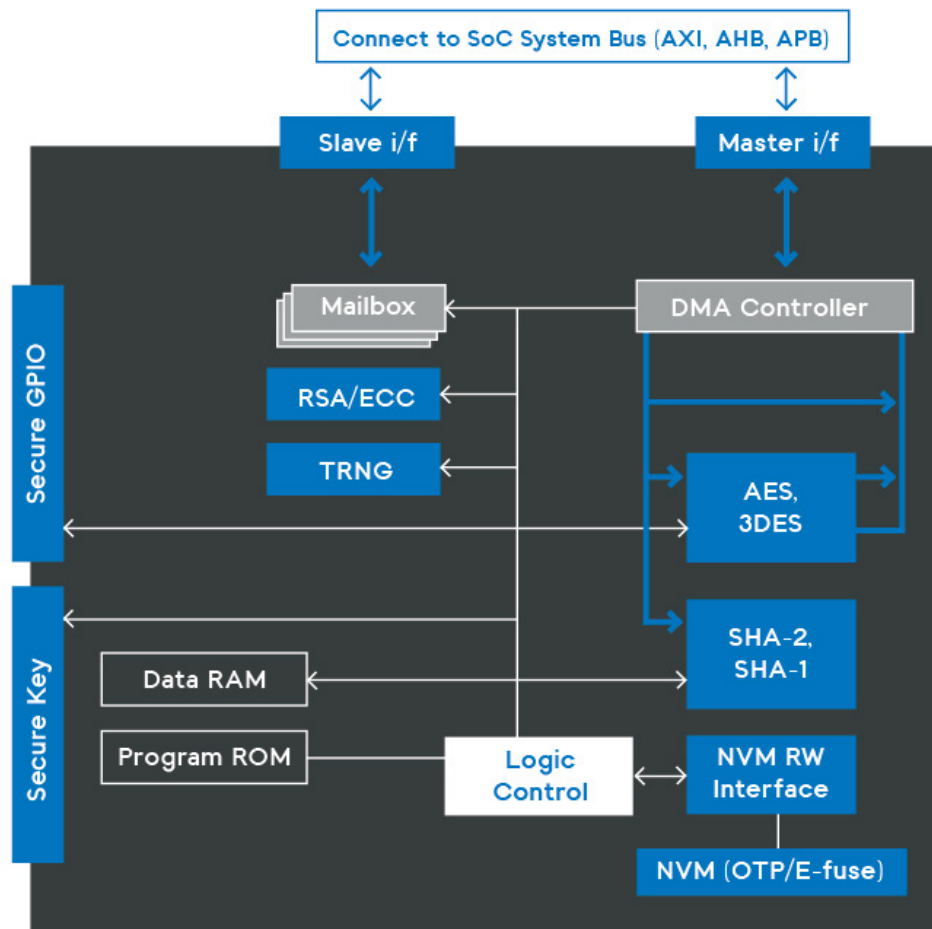 Connect to SoC System Bus (AXI, AHB, APB)
Slave i/f
Master i/f
Mailbox
DMA Controller
Secure GPIO
RSA/ECC
TRNG
AES,
3DES
Secure Key
SHA-2,
SHA-1
Data RAM
Program ROM
Logic
Control
NVM RW
Interface
NVM (OTP/E-fuse)